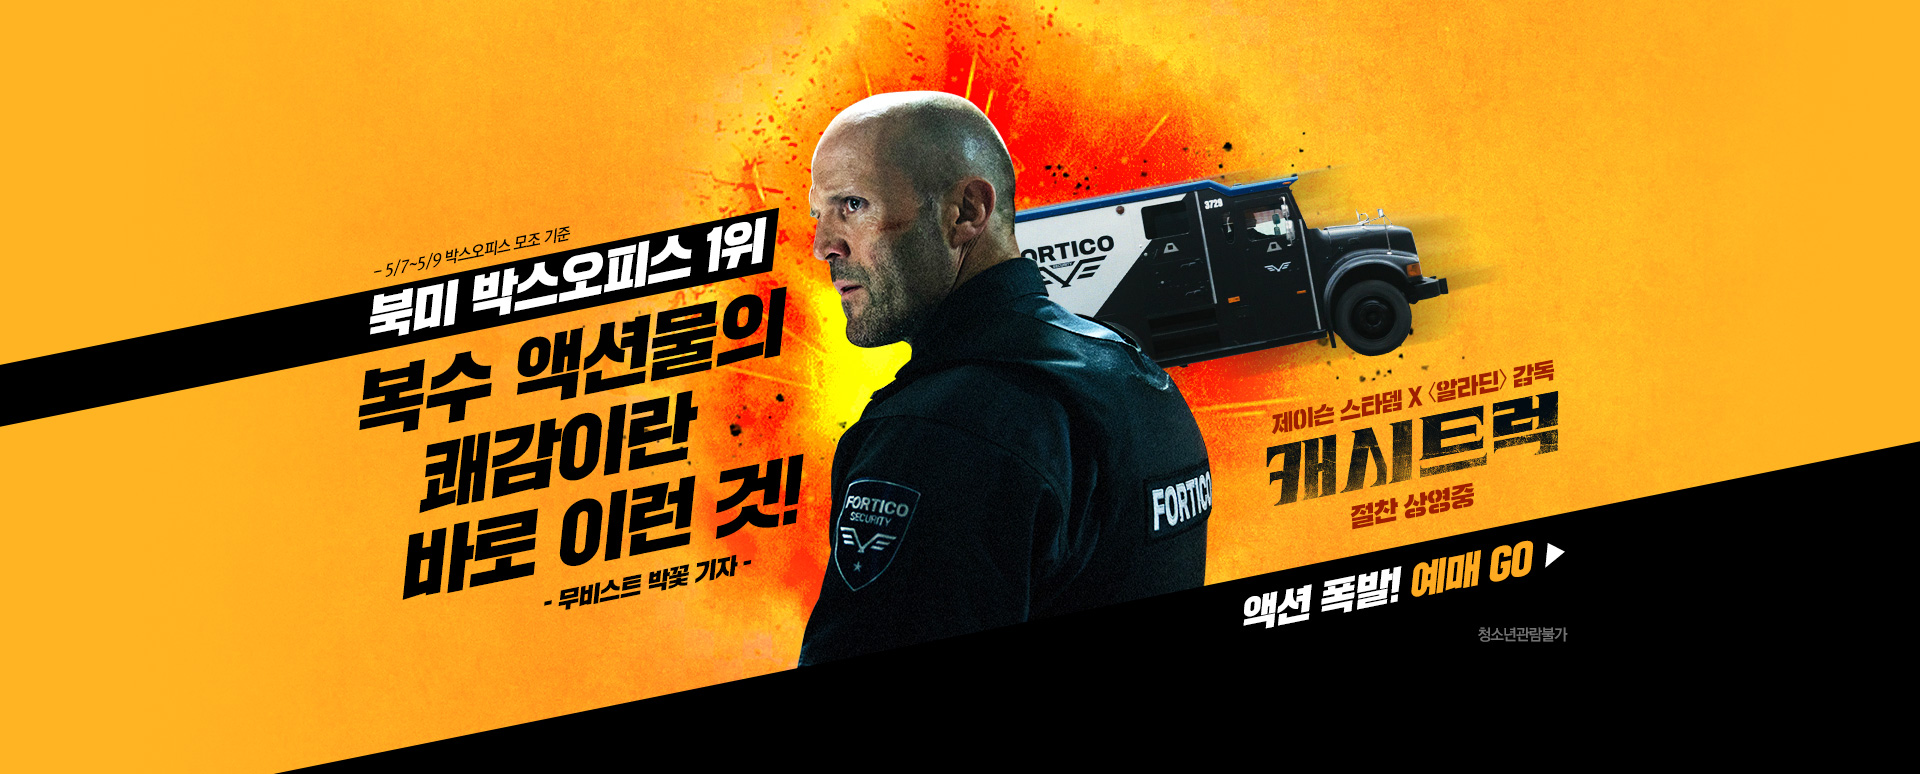 – 5/7~5/9 박스오피스 모조 기준
북미 박스오피스 1위
복수 액션물의
쾌감이란
바로 이런 것!
- 무비스트 박꽃 기자 -
3729
ORTICO
SECURITY
FORTICO
SECURITY
FORTICO
제이슨 스타뎀 X 〈알라딘〉 감독
캐시트럭
절찬 상영중
액션 폭발! 예매 GO
청소년관람불가